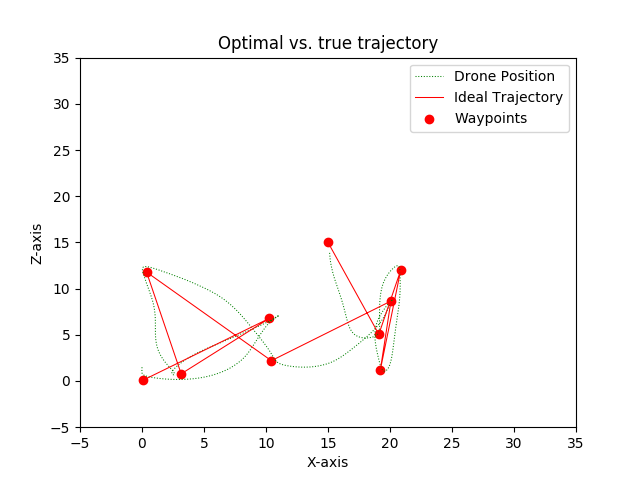 Optimal vs. true trajectory
Drone Position
Ideal Trajectory
Waypoints
Z-axis
35
30
25
20
15
10
5
0
−5
−5 0 5 10 15 20 25 30 35
X-axis